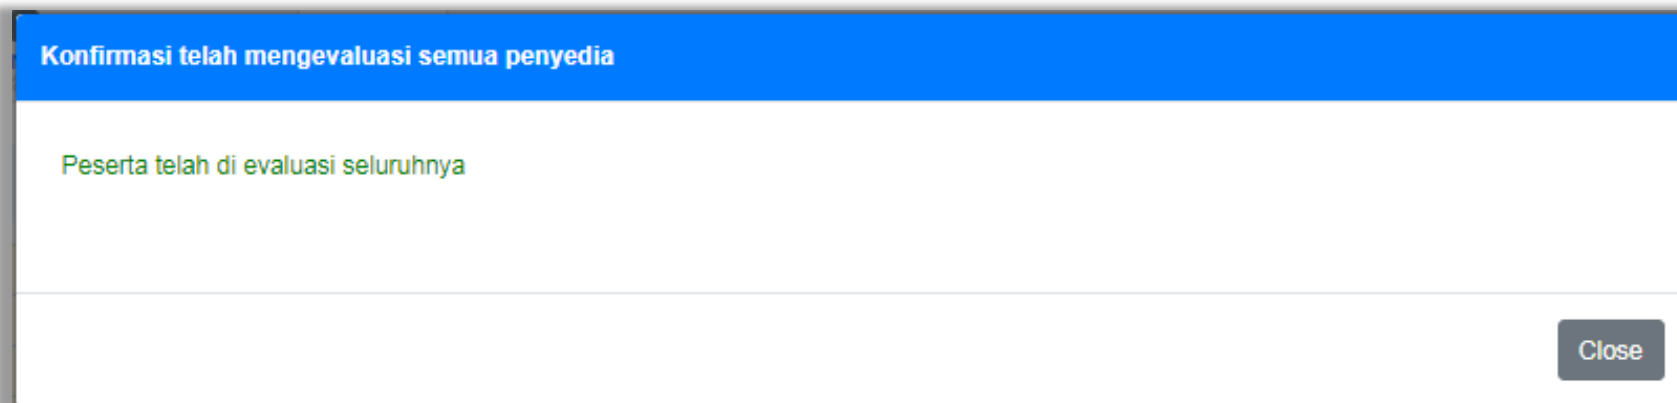 Konfirmasi telah mengevaluasi semua penyedia
Peserta telah di evaluasi seluruhnya
Close